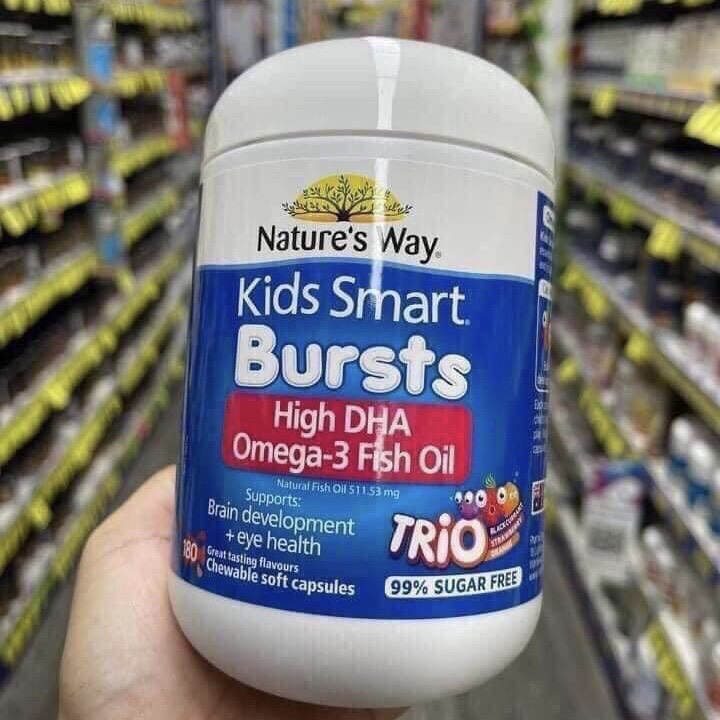 Nature's Way®
Kids Smart®
Bursts
High DHA
Omega-3 Fish Oil
Natural Fish Oil 511.53 mg
Supports:
Brain development
+ eye health
TRiO
BLACKCURRANT
STRAWBERRY
ORANGE
180
Great tasting flavours
Chewable soft capsules
99% SUGAR FREE